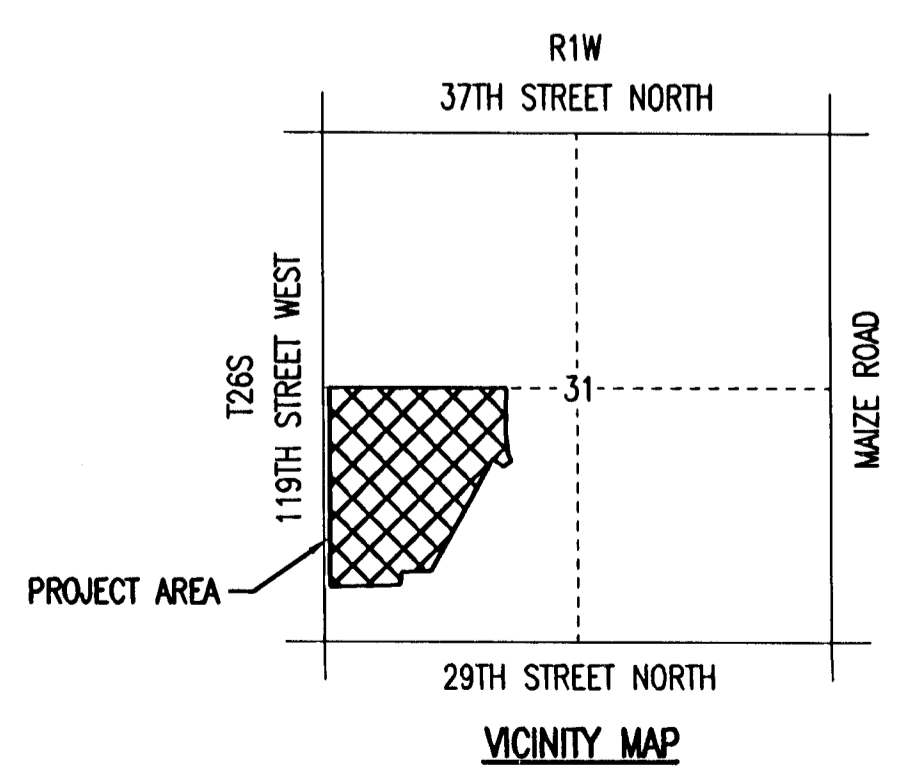 R1W
37TH STREET NORTH
T26S
119TH STREET WEST
31
MAIZE ROAD
PROJECT AREA
29TH STREET NORTH
VICINITY MAP